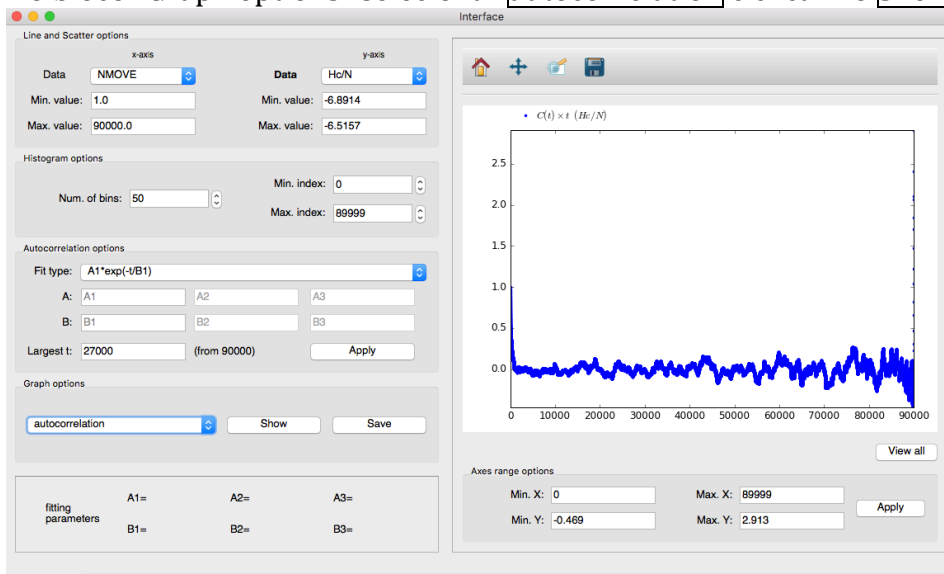 Interface
Line and Scatter options
x-axis y-axis
Data NMOVE Data Hc/N
Min. value: 1.0 Min. value: -6.8914
Max. value: 90000.0 Max. value: -6.5157
Histogram options
Num. of bins: 50
Min. index: 0
Max. index: 89999
Autocorrelation options
Fit type: A1*exp(-t/B1)
A: A1 A2 A3
B: B1 B2 B3
Largest t: 27000 (from 90000) Apply
Graph options
autocorrelation Show Save
fitting parameters
A1= A2= A3=
B1= B2= B3=
C(t) × t (Hc/N)
2.5
2.0
1.5
1.0
0.5
0.0
0 10000 20000 30000 40000 50000 60000 70000 80000 90000
View all
Axes range options
Min. X: 0 Max. X: 89999
Min. Y: -0.469 Max. Y: 2.913
Apply